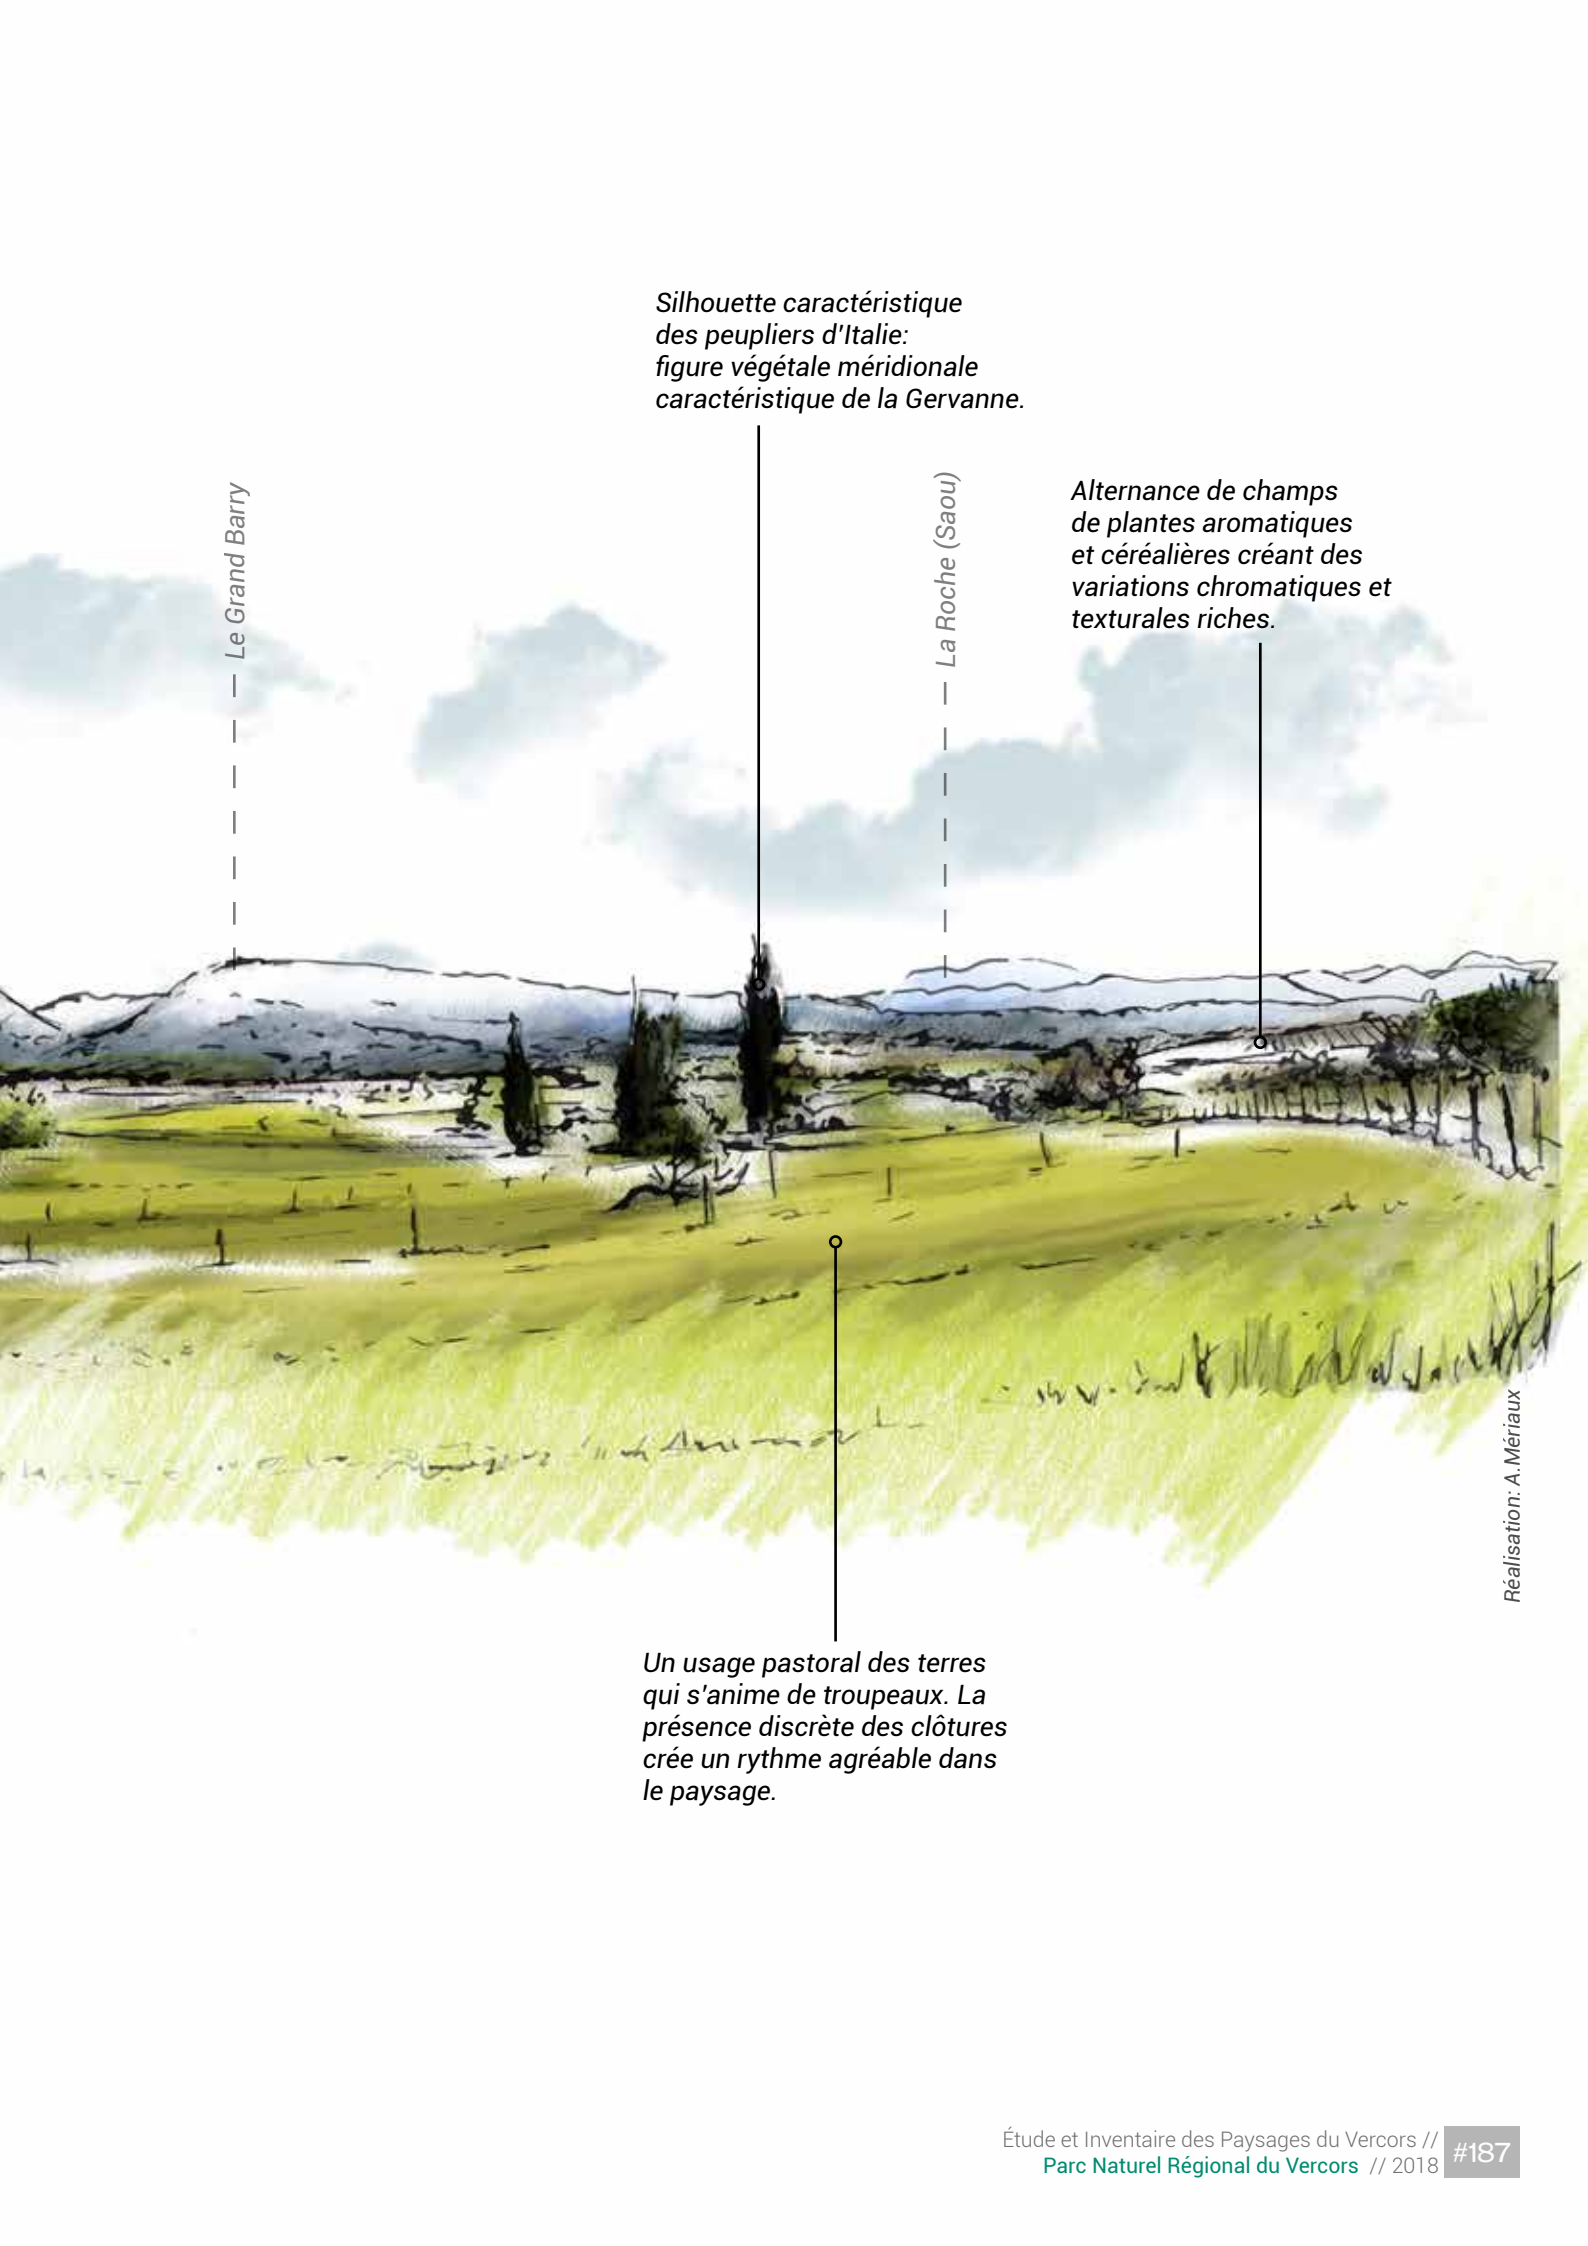 Silhouette caractéristique
des peupliers d'Italie:
figure végétale méridionale
caractéristique de la Gervanne.
Le Grand Barry
La Roche (Saou)
Alternance de champs
de plantes aromatiques
et céréalières créant des
variations chromatiques et
texturales riches.
Réalisation: A.Mériaux
Un usage pastoral des terres
qui s'anime de troupeaux. La
présence discrète des clôtures
crée un rythme agréable dans
le paysage.
Étude et Inventaire des Paysages du Vercors //
Parc Naturel Régional du Vercors // 2018
#187